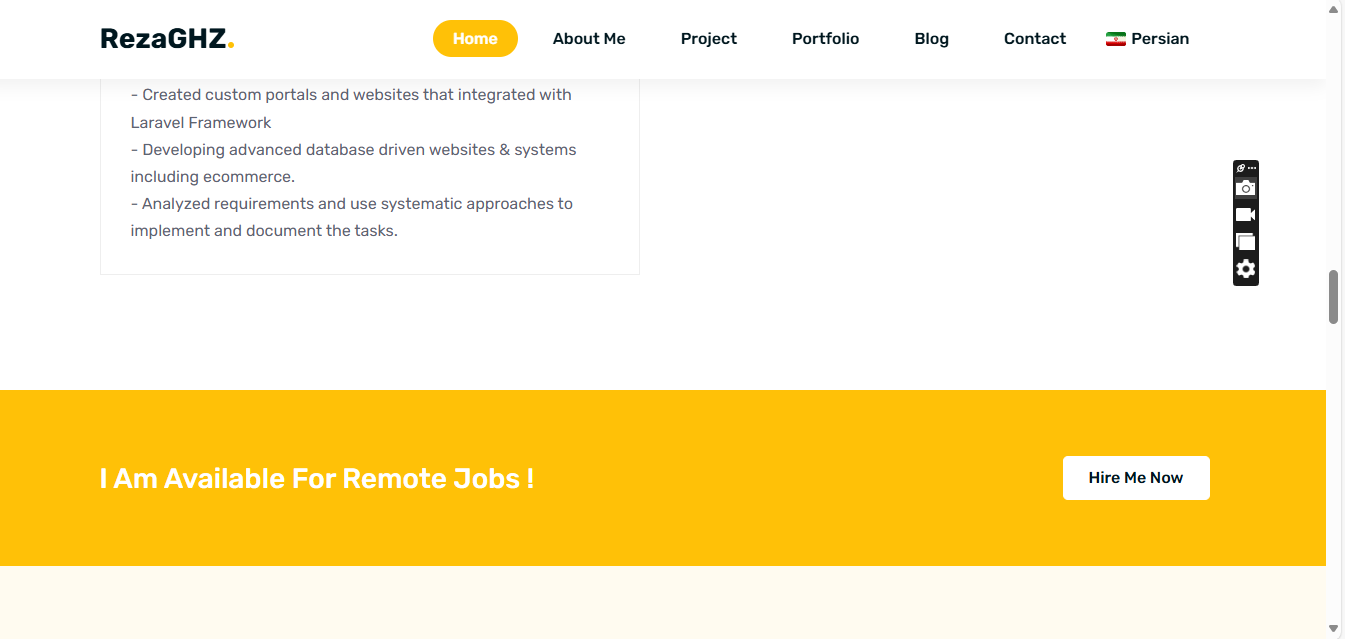 RezaGHZ.
Home About Me Project Portfolio Blog Contact Persian
- Created custom portals and websites that integrated with
Laravel Framework
- Developing advanced database driven websites & systems
including ecommerce.
- Analyzed requirements and use systematic approaches to
implement and document the tasks.
I Am Available For Remote Jobs !
Hire Me Now